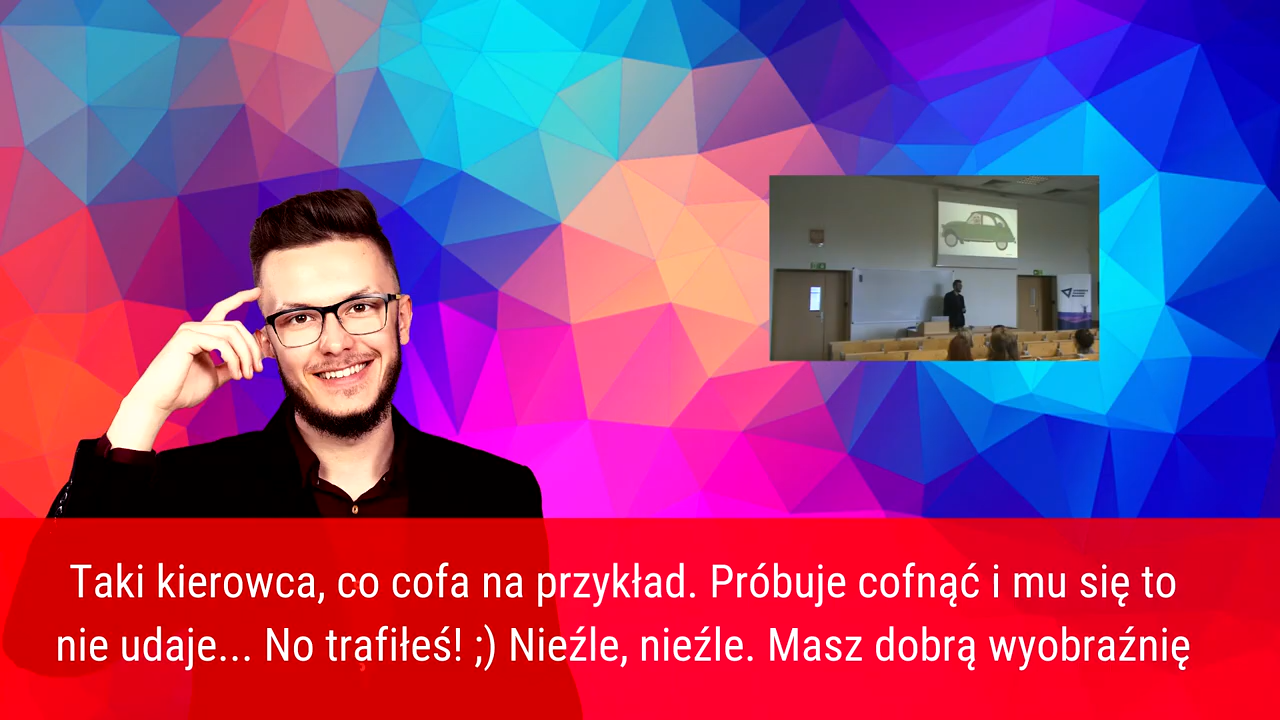 Taki kierowca, co cofa na przykład. Próbuje cofnąć i mu się to
nie udaje... No trafiłeś! ;) Nieźle, nieźle. Masz dobrą wyobraźnię